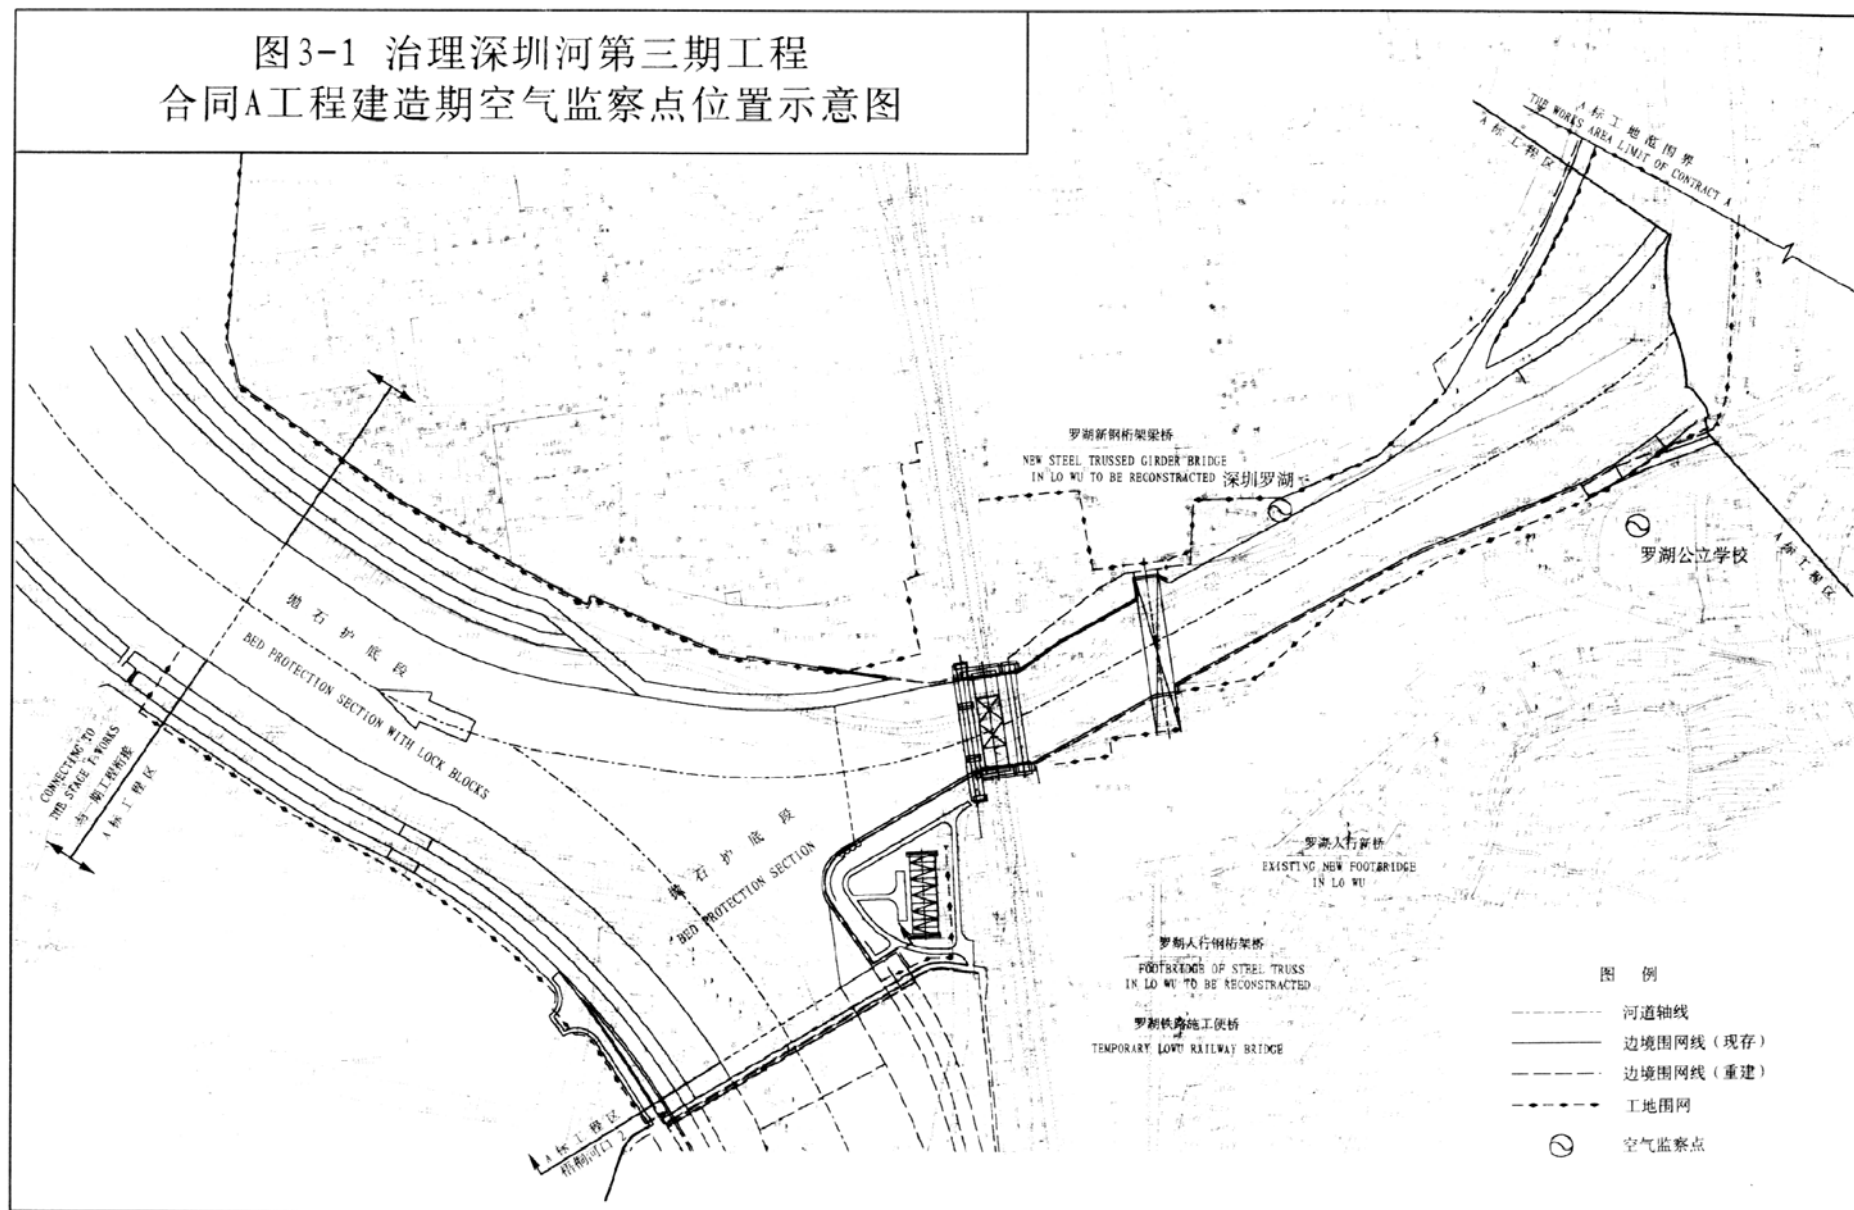 图3-1 治理深圳河第三期工程
合同A工程建造期空气监察点位置示意图
A 标 工 地 范 围 界
THE WORKS AREA LIMIT OF CONTRACT A
A 标 工 程 区
罗湖新钢桁架梁桥
NEW STEEL TRUSSED GIRDER BRIDGE
IN LO WU TO BE RECONSTRUCTED
深圳罗湖
罗湖公立学校
A 标 工 程 区
抛 石 护 底 段
BED PROTECTION SECTION WITH LOCK BLOCKS
CONNECTING TO
THE STAGE I WORKS
与一期工程衔接
A 标 工 程 区
抛 石 护 底 段
BED PROTECTION SECTION
罗湖人行新桥
EXISTING NEW FOOTBRIDGE
IN LO WU
罗湖人行钢桁架桥
FOOTBRIDGE OF STEEL TRUSS
IN LO WU TO BE RECONSTRUCTED
罗湖铁路施工便桥
TEMPORARY LOWU RAILWAY BRIDGE
A 标 工 程 区
梧桐河口 2
图 例
河道轴线
边境围网线(现存)
边境围网线(重建)
工地围网
空气监察点